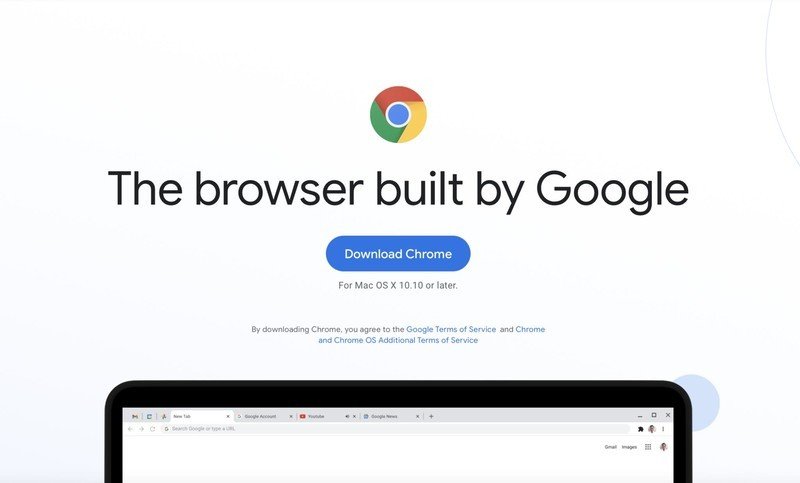 The browser built by Google
Download Chrome
For Mac OS X 10.10 or later.
By downloading Chrome, you agree to the Google Terms of Service and Chrome
and Chrome OS Additional Terms of Service
New Tab Google Account Youtube Google News
Search Google or type a URL
Gmail Images